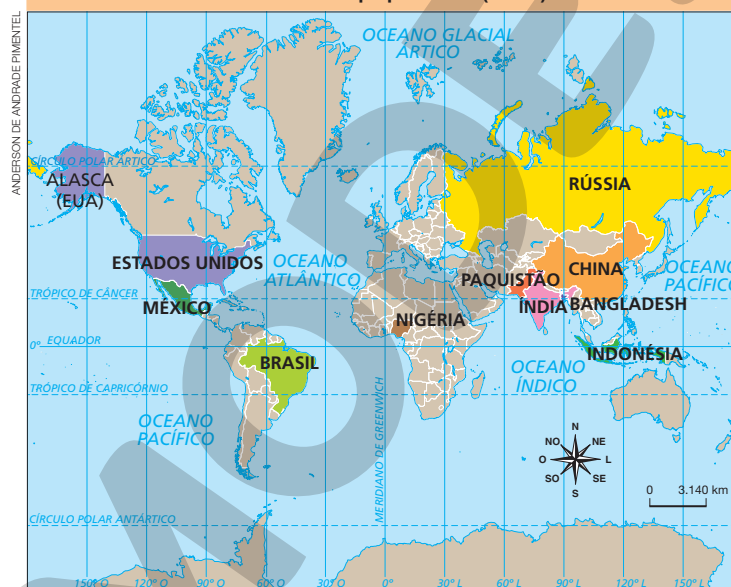 ANDERSON DE ANDRADE PIMENTEL
OCEANO GLACIAL
ÁRTICO
CÍRCULO POLAR ÁRTICO
ALASCA
(EUA)
RÚSSIA
ESTADOS UNIDOS
OCEANO
ATLÂNTICO
PAQUISTÃO
CHINA
OCEANO
PACÍFICO
TRÓPICO DE CÂNCER
MÉXICO
ÍNDIA
BANGLADESH
NIGÉRIA
0° EQUADOR
BRASIL
INDONÉSIA
OCEANO
ÍNDICO
TRÓPICO DE CAPRICÓRNIO
OCEANO
PACÍFICO
MERIDIANO DE GREENWICH
N
NO NE
O L
SO SE
S
0 3.140 km
CÍRCULO POLAR ANTÁRTICO
150° O 120° O 90° O 60° O 30° O 0° 30° L 60° L 90° L 120° L 150° L